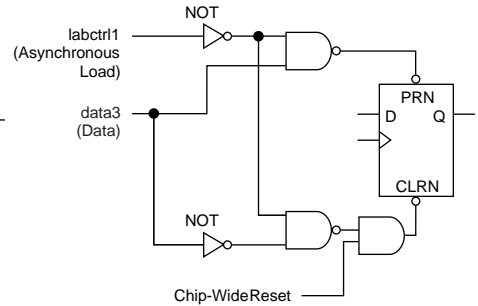 NOT
labctrl1
(Asynchronous
Load)
PRN
data3
(Data)
D Q
CLRN
NOT
Chip-WideReset